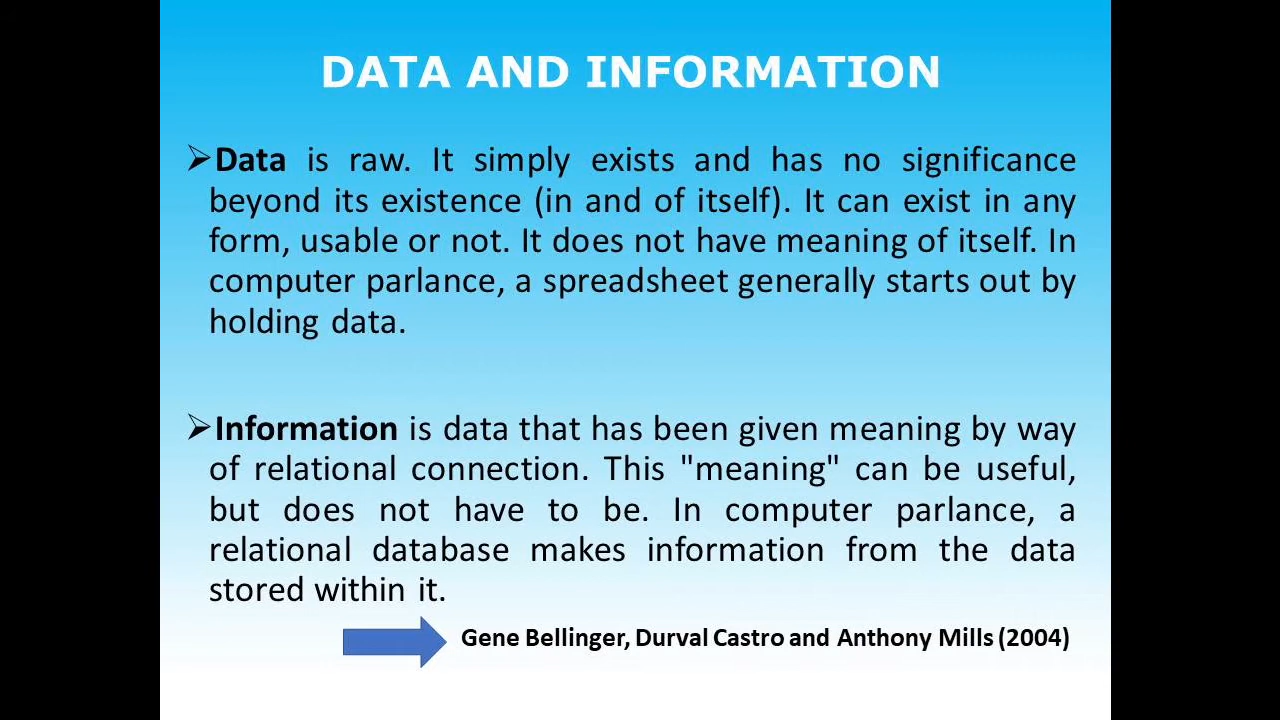 DATA AND INFORMATION
➢Data is raw. It simply exists and has no significance
beyond its existence (in and of itself). It can exist in any
form, usable or not. It does not have meaning of itself. In
computer parlance, a spreadsheet generally starts out by
holding data.
➢Information is data that has been given meaning by way
of relational connection. This "meaning" can be useful,
but does not have to be. In computer parlance, a
relational database makes information from the data
stored within it.
Gene Bellinger, Durval Castro and Anthony Mills (2004)